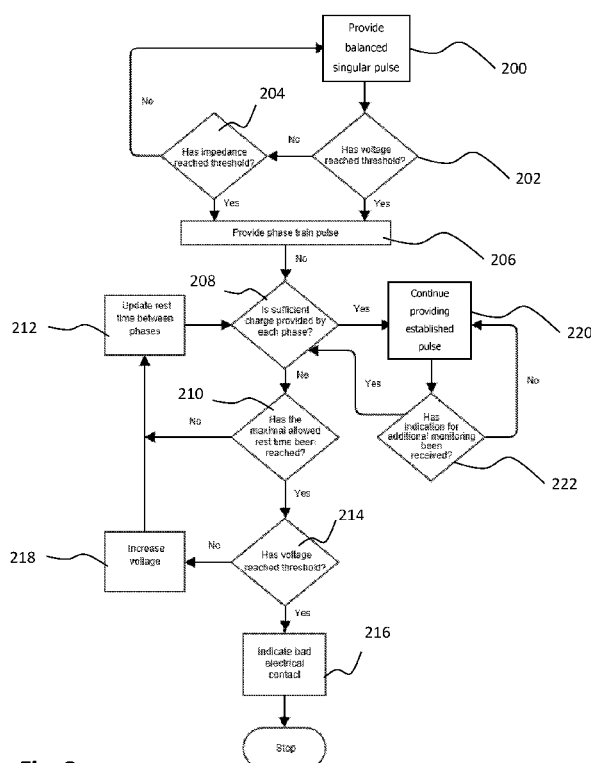 Provide
balanced
singular pulse
200
No
204
Has impedance
reached threshold?
No
Has voltage
reached threshold?
202
Yes
Yes
Provide phase train pulse
206
No
208
Update rest
time between
phases
212
Is sufficient
charge provided by
each phase?
Yes
Continue
providing
established
pulse
220
No
Yes
No
210
Has the
maximal allowed
rest time been
reached?
No
Has
indication for
additional monitoring
been
received?
222
Yes
214
Has voltage
reached threshold?
No
Increase
voltage
218
Yes
216
Indicate bad
electrical
contact
Stop